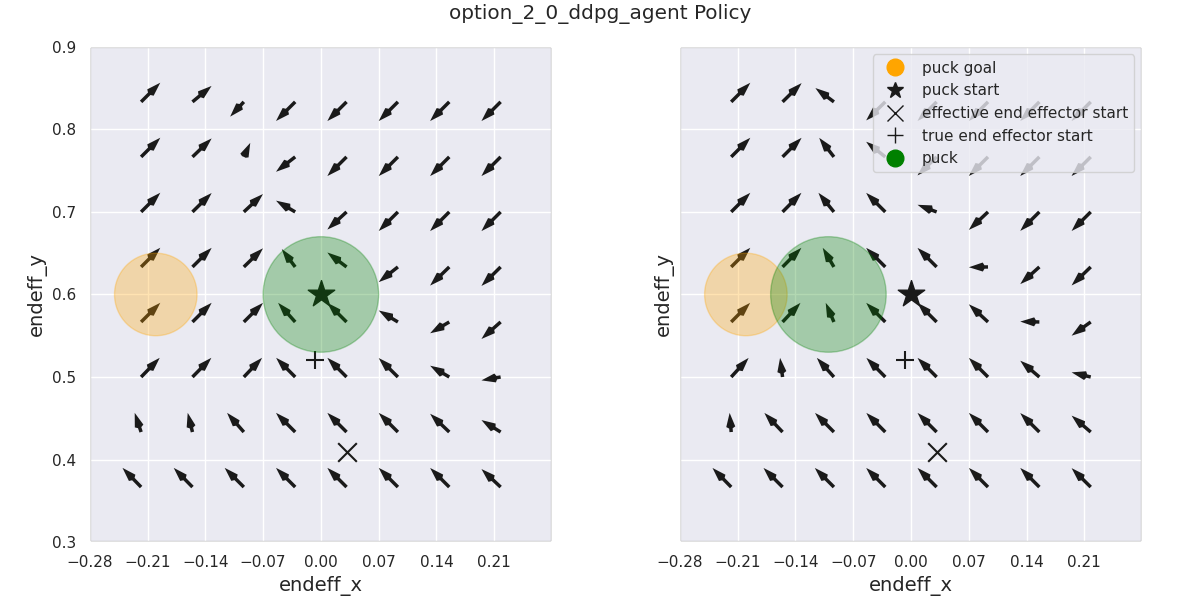 option_2_0_ddpg_agent Policy
0.9
0.8
0.7
0.6
0.5
0.4
0.3
endeff_y
−0.28 −0.21 −0.14 −0.07 0.00 0.07 0.14 0.21
endeff_x
endeff_y
puck goal
puck start
effective end effector start
true end effector start
puck
−0.28 −0.21 −0.14 −0.07 0.00 0.07 0.14 0.21
endeff_x